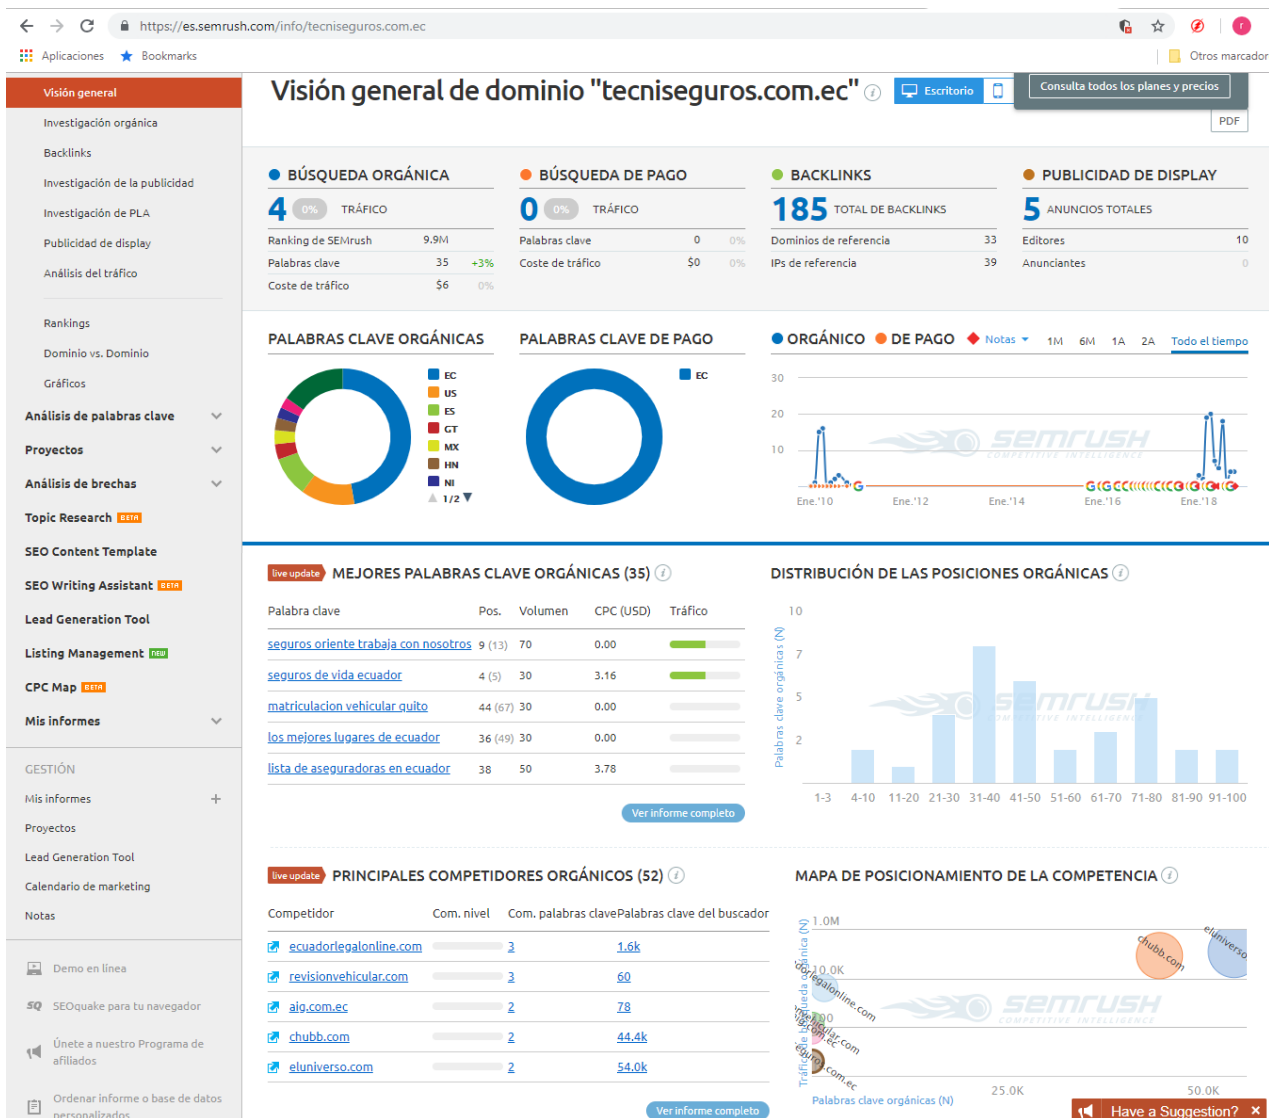 https://es.semrush.com/info/tecniseguros.com.ec
r
Aplicaciones
Bookmarks
Otros marcador
Visión general
Investigación orgánica
Backlinks
Investigación de la publicidad
Investigación de PLA
Publicidad de display
Análisis del tráfico
Rankings
Dominio vs. Dominio
Gráficos
Análisis de palabras clave
Proyectos
Análisis de brechas
Topic Research BETA
SEO Content Template
SEO Writing Assistant BETA
Lead Generation Tool
Listing Management NEW
CPC Map BETA
Mis informes
GESTIÓN
Mis informes +
Proyectos
Lead Generation Tool
Calendario de marketing
Notas
Demo en línea
SQ SEOquake para tu navegador
Únete a nuestro Programa de
afiliados
Ordenar informe o base de datos
personalizados
Visión general de dominio "tecniseguros.com.ec" i
Escritorio
Consulta todos los planes y precios
PDF
BÚSQUEDA ORGÁNICA
4 0% TRÁFICO
Ranking de SEMrush 9.9M
Palabras clave 35 +3%
Coste de tráfico $6 0%
BÚSQUEDA DE PAGO
0 0% TRÁFICO
Palabras clave 0 0%
Coste de tráfico $0 0%
BACKLINKS
185 TOTAL DE BACKLINKS
Dominios de referencia 33
IPs de referencia 39
PUBLICIDAD DE DISPLAY
5 ANUNCIOS TOTALES
Editores 10
Anunciantes 0
PALABRAS CLAVE ORGÁNICAS
EC
US
ES
GT
MX
HN
NI
1/2
PALABRAS CLAVE DE PAGO
EC
ORGÁNICO DE PAGO Notas 1M 6M 1A 2A Todo el tiempo
30
20
10
SEMRUSH
COMPETITIVE INTELLIGENCE
Ene.'10 Ene.'12 Ene.'14 Ene.'16 Ene.'18
live update MEJORES PALABRAS CLAVE ORGÁNICAS (35) i
Palabra clave Pos. Volumen CPC (USD) Tráfico
seguros oriente trabaja con nosotros 9 (13) 70 0.00
seguros de vida ecuador 4 (5) 30 3.16
matriculacion vehicular quito 44 (67) 30 0.00
los mejores lugares de ecuador 36 (49) 30 0.00
lista de aseguradoras en ecuador 38 50 3.78
Ver informe completo
DISTRIBUCIÓN DE LAS POSICIONES ORGÁNICAS i
Palabras clave orgánicas (N)
10
7
5
2
SEMRUSH
COMPETITIVE INTELLIGENCE
1-3 4-10 11-20 21-30 31-40 41-50 51-60 61-70 71-80 81-90 91-100
live update PRINCIPALES COMPETIDORES ORGÁNICOS (52) i
Competidor Com. nivel Com. palabras clave Palabras clave del buscador
ecuadorlegalonline.com 3 1.6k
revisionvehicular.com 3 60
aig.com.ec 2 78
chubb.com 2 44.4k
eluniverso.com 2 54.0k
Ver informe completo
MAPA DE POSICIONAMIENTO DE LA COMPETENCIA i
Tráfico de búsqueda orgánica (N)
1.0M
10.0K
chubb.com
eluniverso
SEMRUSH
COMPETITIVE INTELLIGENCE
25.0K 50.0K
Palabras clave orgánicas (N)
Have a Suggestion? ×